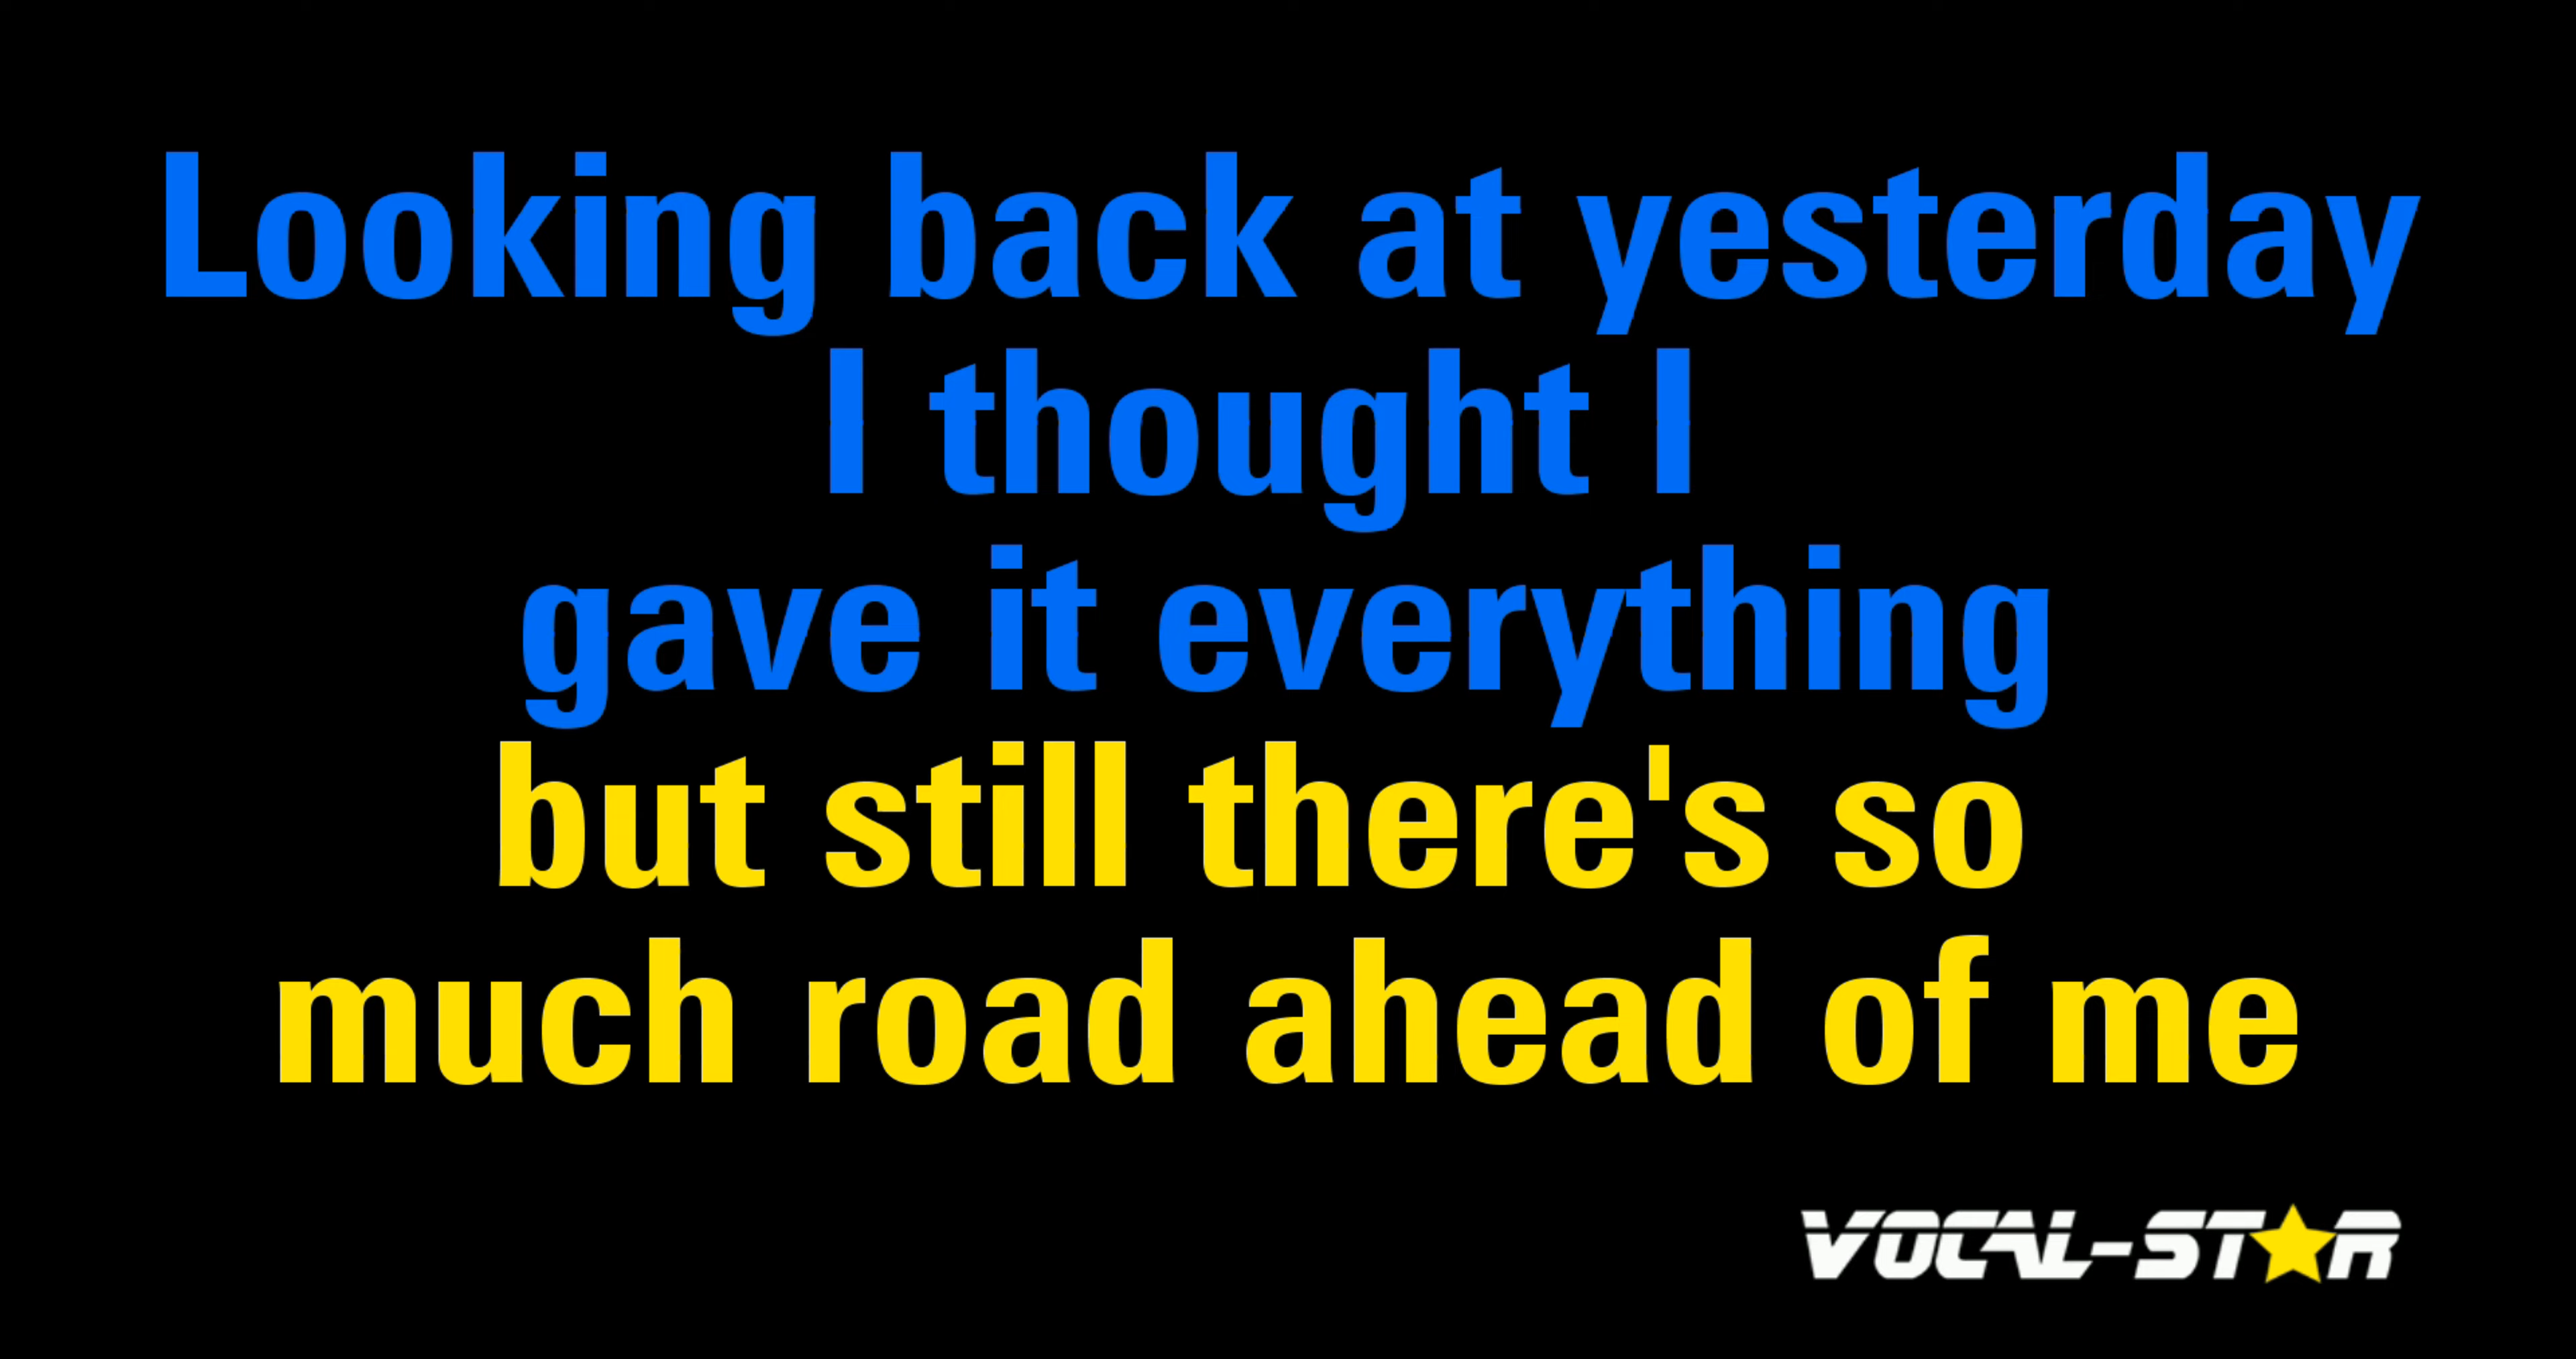 Looking back at yesterday
I thought I
gave it everything
but still there's so
much road ahead of me
VOCAL-STAR